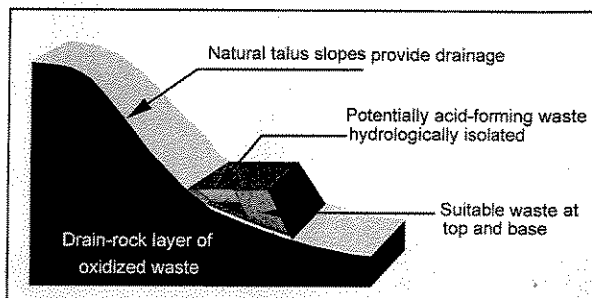 Natural talus slopes provide drainage
Potentially acid-forming waste
hydrologically isolated
Suitable waste at
top and base
Drain-rock layer of
oxidized waste